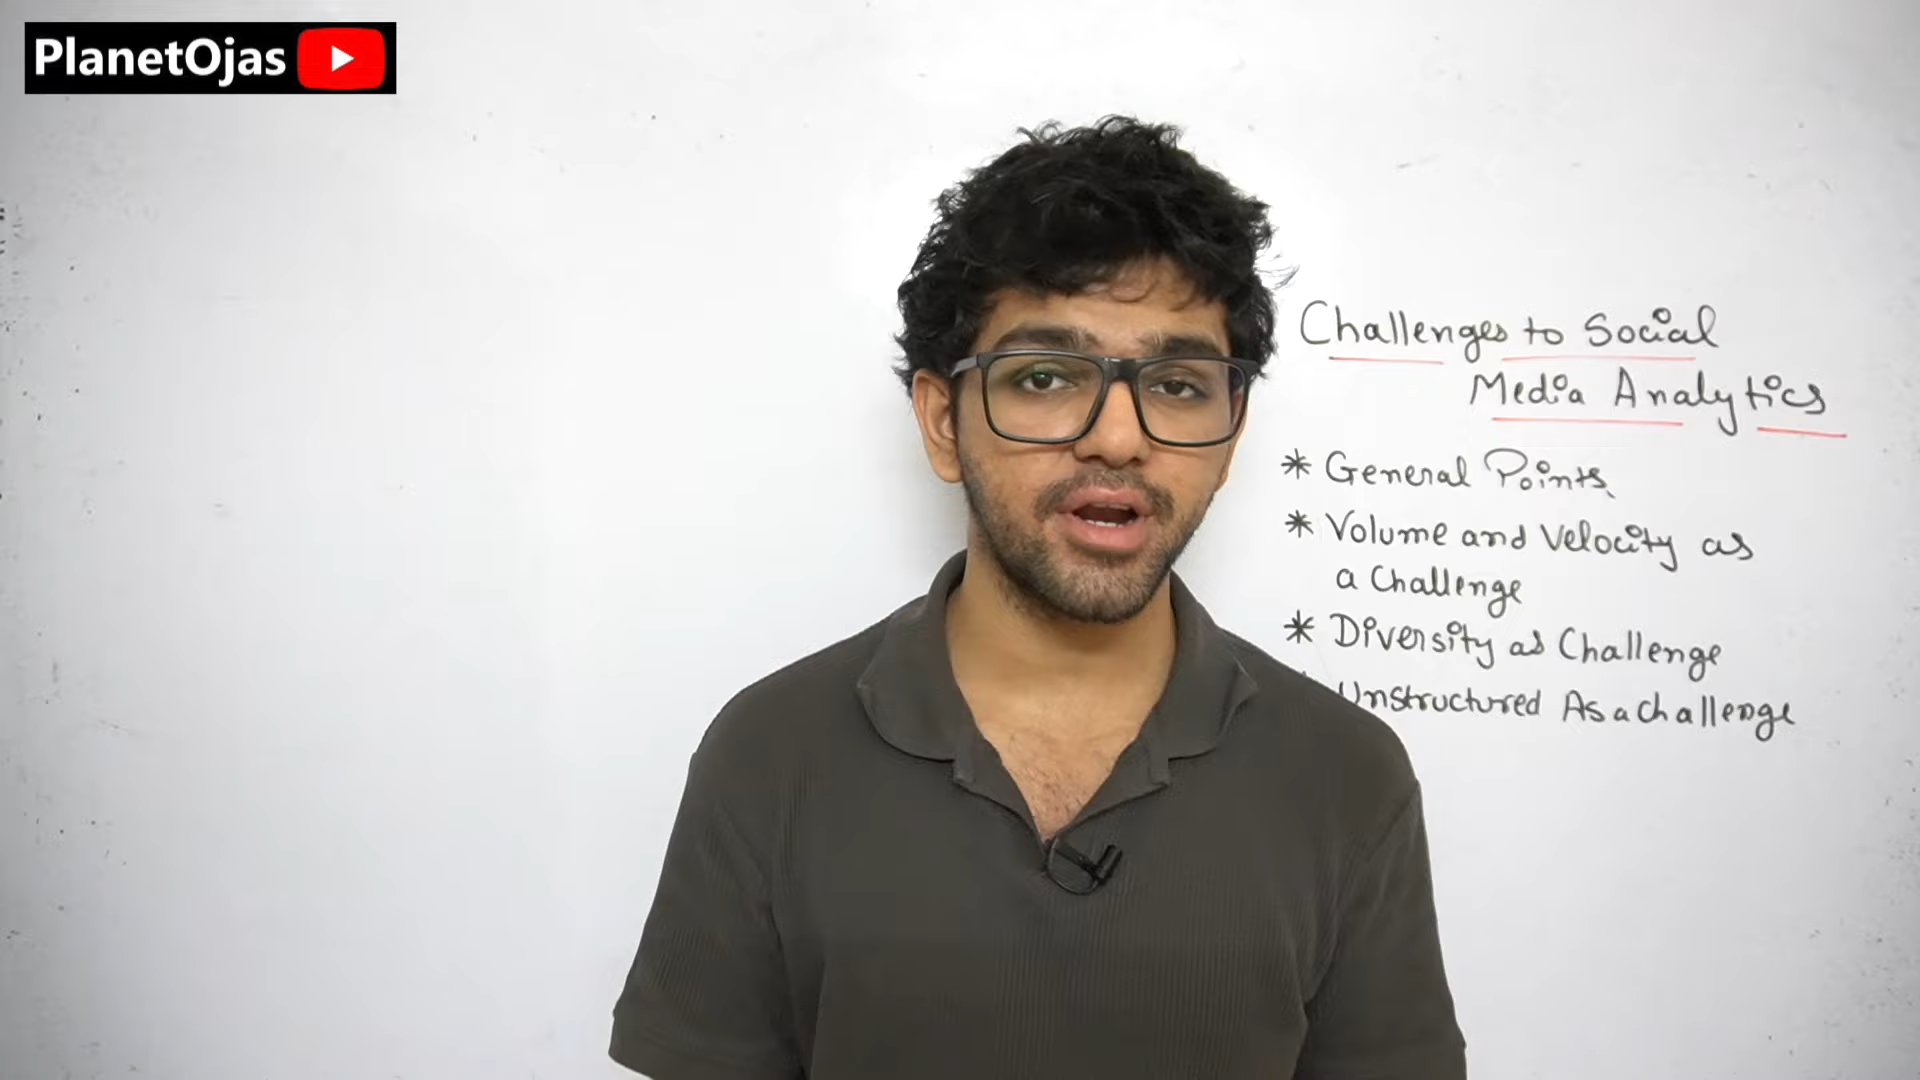 PlanetOjas
Challenges to Social
Media Analytics
* General Points
* Volume and Velocity as
a Challenge
* Diversity as Challenge
* Unstructured As a challenge